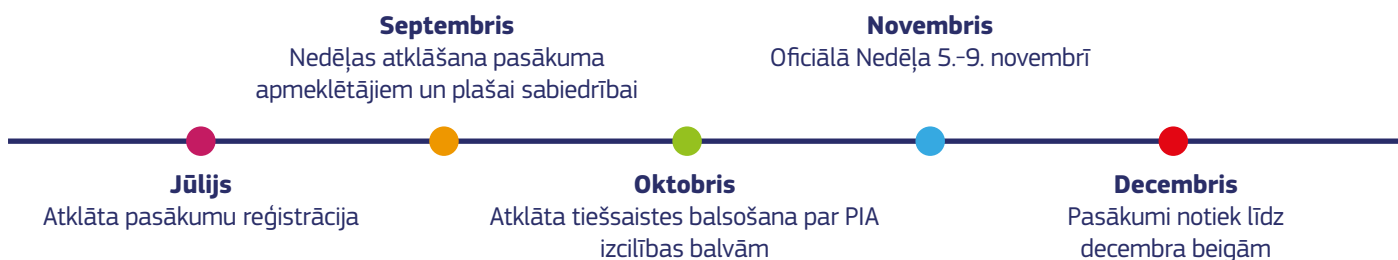 Septembris
Nedēļas atklāšana pasākuma
apmeklētājiem un plašai sabiedrībai
Novembris
Oficiālā Nedēļa 5.-9. novembrī
Jūlijs
Atklāta pasākumu reģistrācija
Oktobris
Atklāta tiešsaistes balsošana par PIA
izcilības balvām
Decembris
Pasākumi notiek līdz
decembra beigām